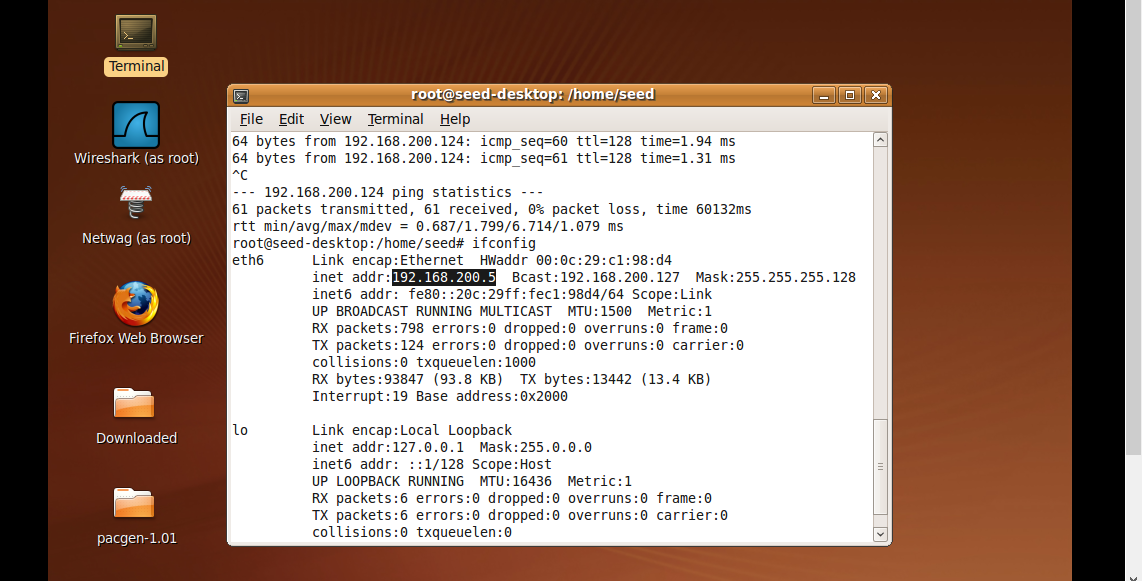 Terminal
Wireshark (as root)
Netwag (as root)
Firefox Web Browser
Downloaded
pacgen-1.01
root@seed-desktop: /home/seed
File Edit View Terminal Help
64 bytes from 192.168.200.124: icmp_seq=60 ttl=128 time=1.94 ms
64 bytes from 192.168.200.124: icmp_seq=61 ttl=128 time=1.31 ms
^C
--- 192.168.200.124 ping statistics ---
61 packets transmitted, 61 received, 0% packet loss, time 60132ms
rtt min/avg/max/mdev = 0.687/1.799/6.714/1.079 ms
root@seed-desktop:/home/seed# ifconfig
eth6      Link encap:Ethernet  HWaddr 00:0c:29:c1:98:d4
          inet addr:192.168.200.5  Bcast:192.168.200.127  Mask:255.255.255.128
          inet6 addr: fe80::20c:29ff:fec1:98d4/64 Scope:Link
          UP BROADCAST RUNNING MULTICAST  MTU:1500  Metric:1
          RX packets:798 errors:0 dropped:0 overruns:0 frame:0
          TX packets:124 errors:0 dropped:0 overruns:0 carrier:0
          collisions:0 txqueuelen:1000
          RX bytes:93847 (93.8 KB)  TX bytes:13442 (13.4 KB)
          Interrupt:19 Base address:0x2000
lo        Link encap:Local Loopback
          inet addr:127.0.0.1  Mask:255.0.0.0
          inet6 addr: ::1/128 Scope:Host
          UP LOOPBACK RUNNING  MTU:16436  Metric:1
          RX packets:6 errors:0 dropped:0 overruns:0 frame:0
          TX packets:6 errors:0 dropped:0 overruns:0 carrier:0
          collisions:0 txqueuelen:0